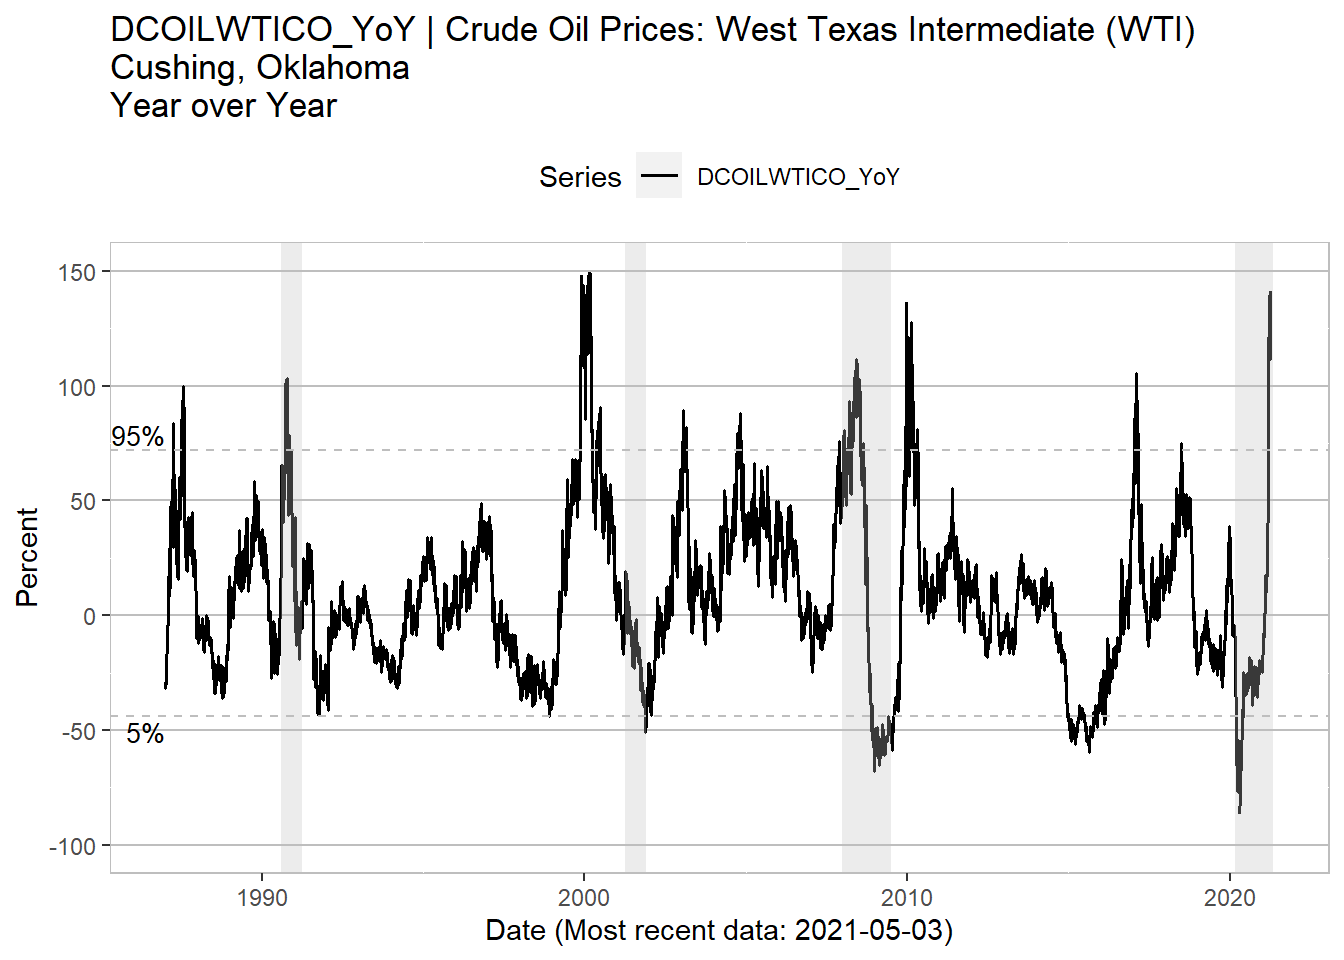 DCOILWTICO_YoY | Crude Oil Prices: West Texas Intermediate (WTI)
Cushing, Oklahoma
Year over Year
Series DCOILWTICO_YoY
150
100
95%
50
0
5%
-50
-100
Percent
1990 2000 2010 2020
Date (Most recent data: 2021-05-03)